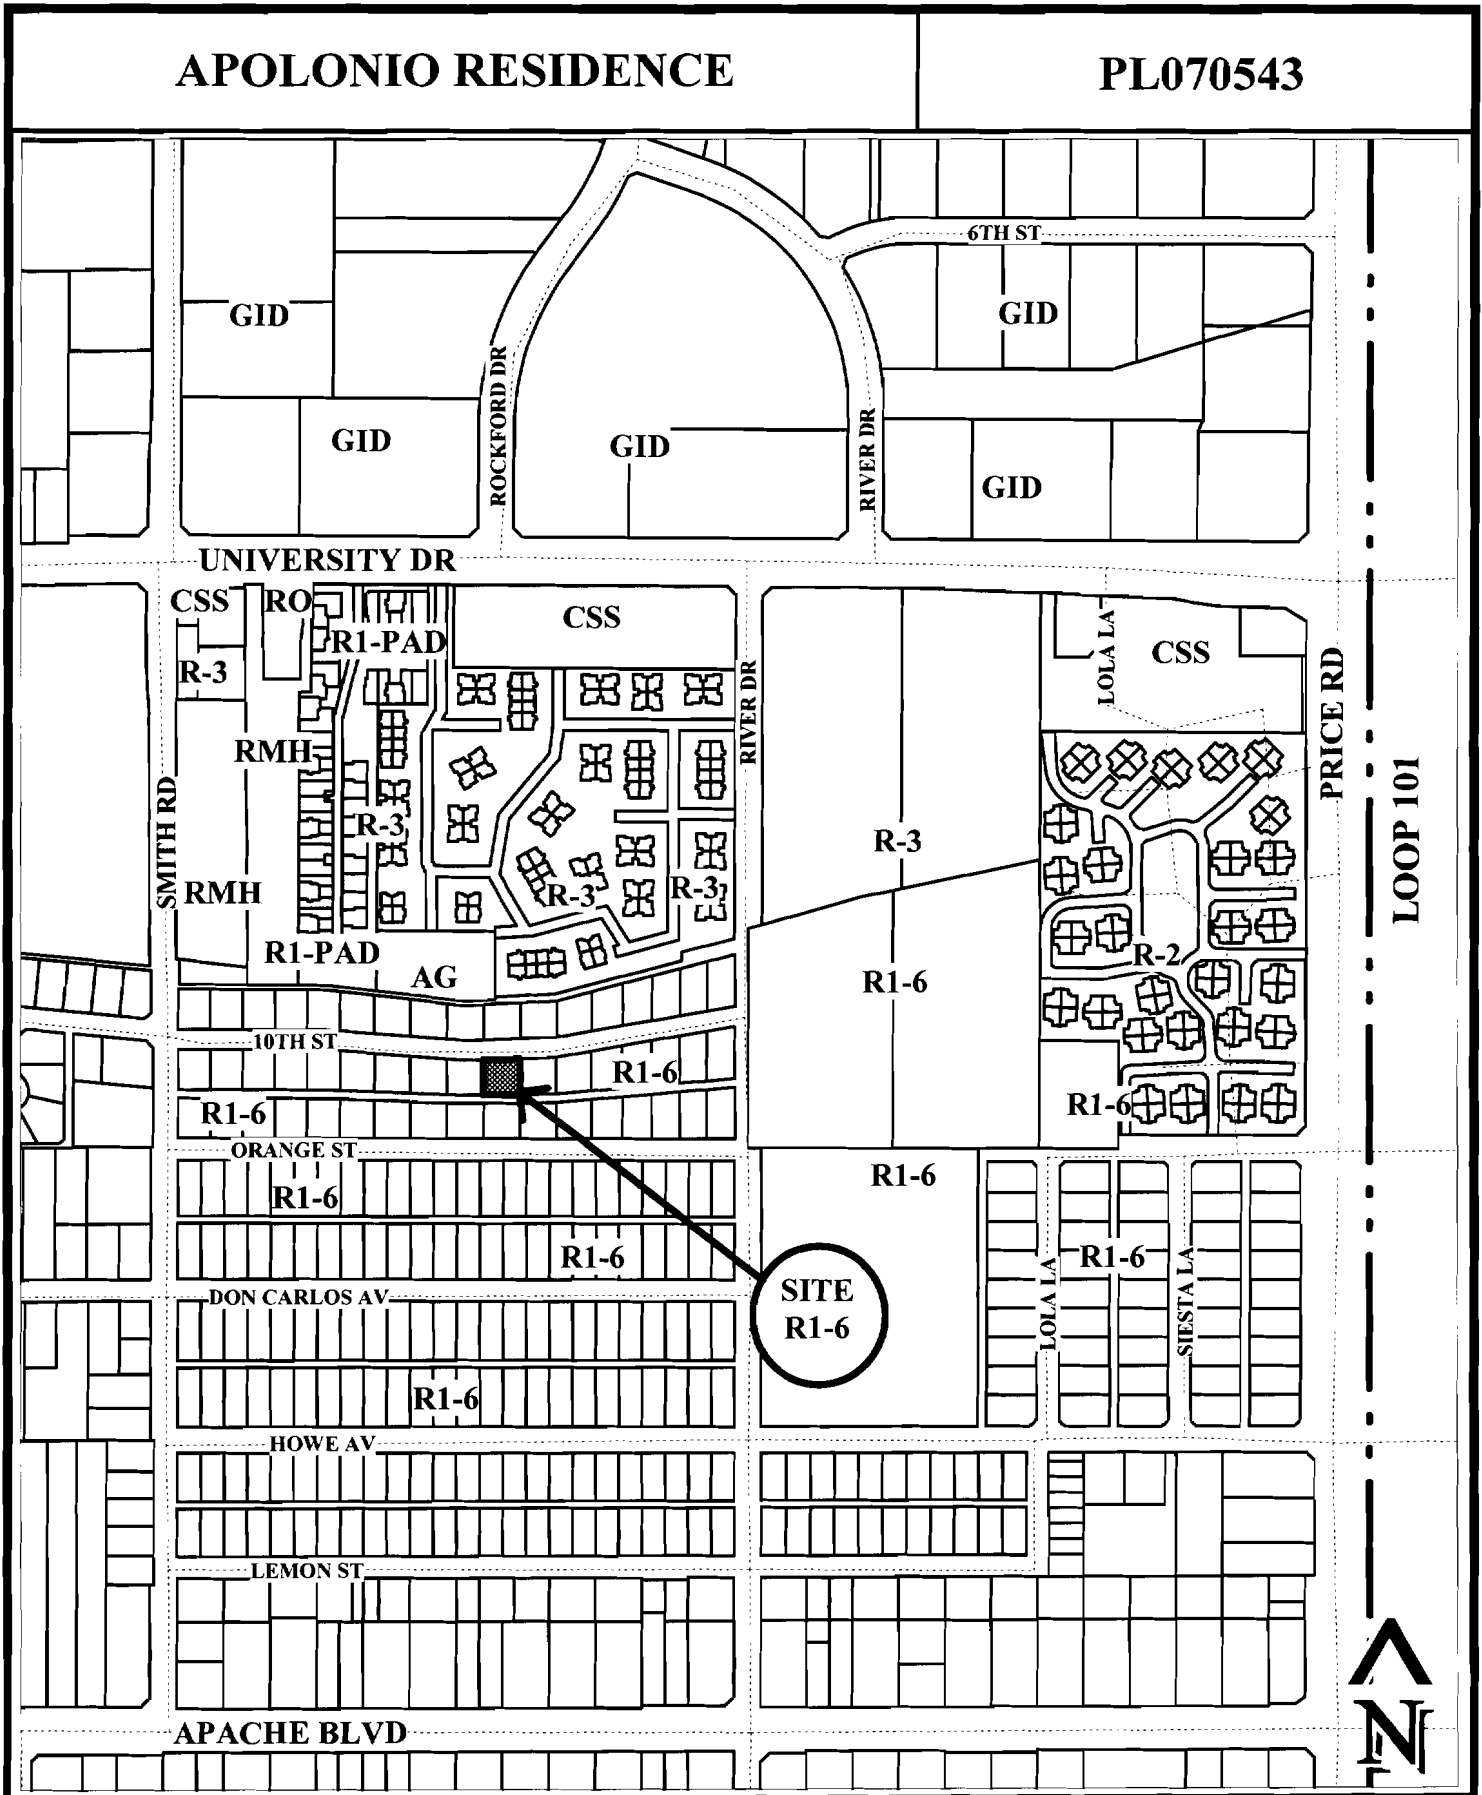 APOLONIO RESIDENCE
PL070543
6TH ST
GID
GID
ROCKFORD DR
GID
GID
RIVER DR
GID
UNIVERSITY DR
CSS
RO
CSS
R1-PAD
LOLA LA
CSS
R-3
RIVER DR
PRICE RD
RMH
LOOP 101
SMITH RD
R-3
R-3
RMH
R-3
R-3
R1-PAD
R-2
AG
R1-6
10TH ST
R1-6
R1-6
R1-6
ORANGE ST
R1-6
R1-6
R1-6
R1-6
LOLA LA
SIESTA LA
SITE
R1-6
DON CARLOS AV
R1-6
HOWE AV
LEMON ST
APACHE BLVD
N